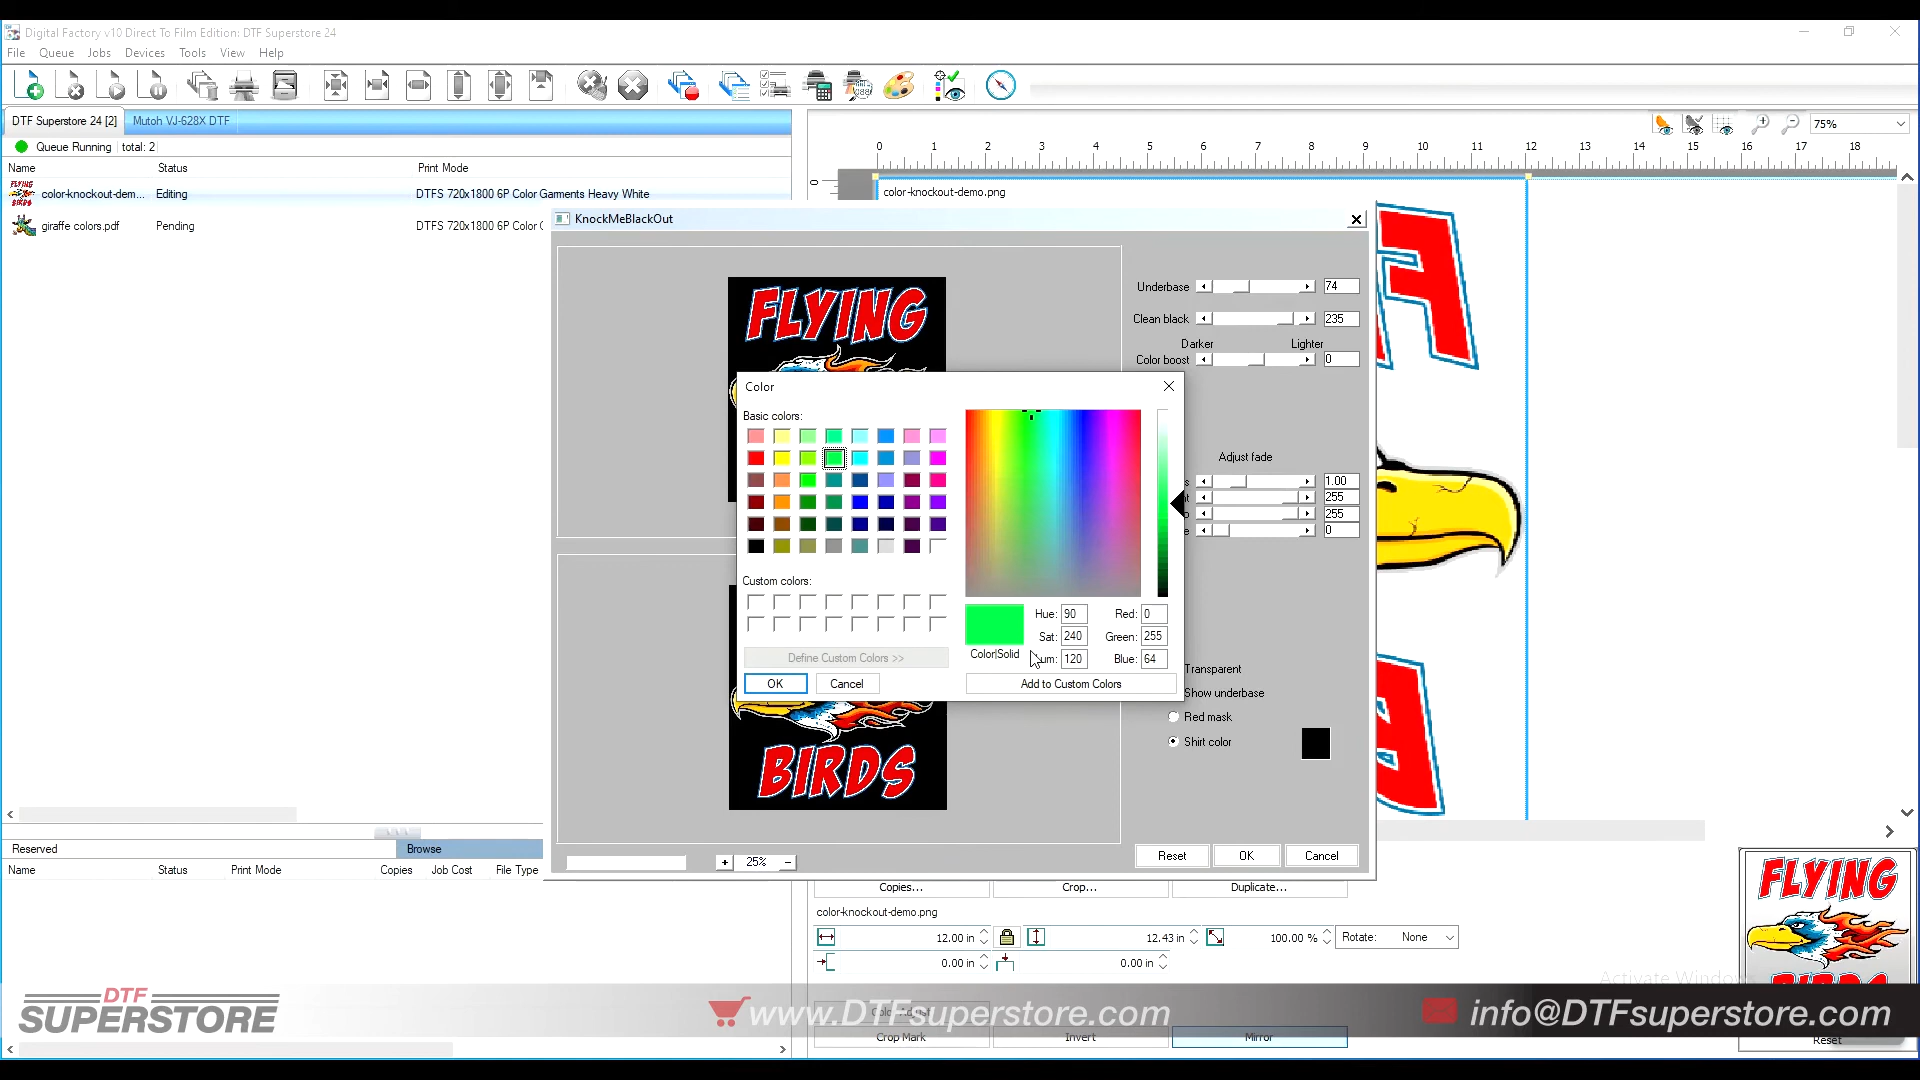 Digital Factory v10 Direct To Film Edition: DTF Superstore 24
File Queue Jobs Devices Tools View Help
DTF Superstore 24 [2] Mutoh VJ-628X DTF
75%
Queue Running total: 2
0 1 2 3 4 5 6 7 8 9 10 11 12 13 14 15 16 17 18
Name Status Print Mode
color-knockout-dem... Editing DTFS 720x1800 6P Color Garments Heavy White
0
color-knockout-demo.png
giraffe colors.pdf Pending DTFS 720x1800 6P Color
KnockMeBlackOut
FLYING
Underbase 74
Clean black 235
Darker Lighter
Color boost 0
Color
Basic colors:
Adjust fade
1.00
255
255
0
Custom colors:
Define Custom Colors >>
OK Cancel
Color|Solid
Hue: 90 Red: 0
Sat: 240 Green: 255
um: 120 Blue: 64
Add to Custom Colors
Transparent
Show underbase
Red mask
Shirt color
BIRDS
25%
Reset OK Cancel
Reserved Browse
Name Status Print Mode Copies Job Cost File Type
Copies... Crop... Duplicate...
color-knockout-demo.png
12.00 in 12.43 in 100.00 % Rotate: None
0.00 in 0.00 in
FLYING
BIRDS
Activate Windows
DTF
SUPERSTORE
www.DTFsuperstore.com
info@DTFsuperstore.com
Crop Mark Invert Mirror
Reset